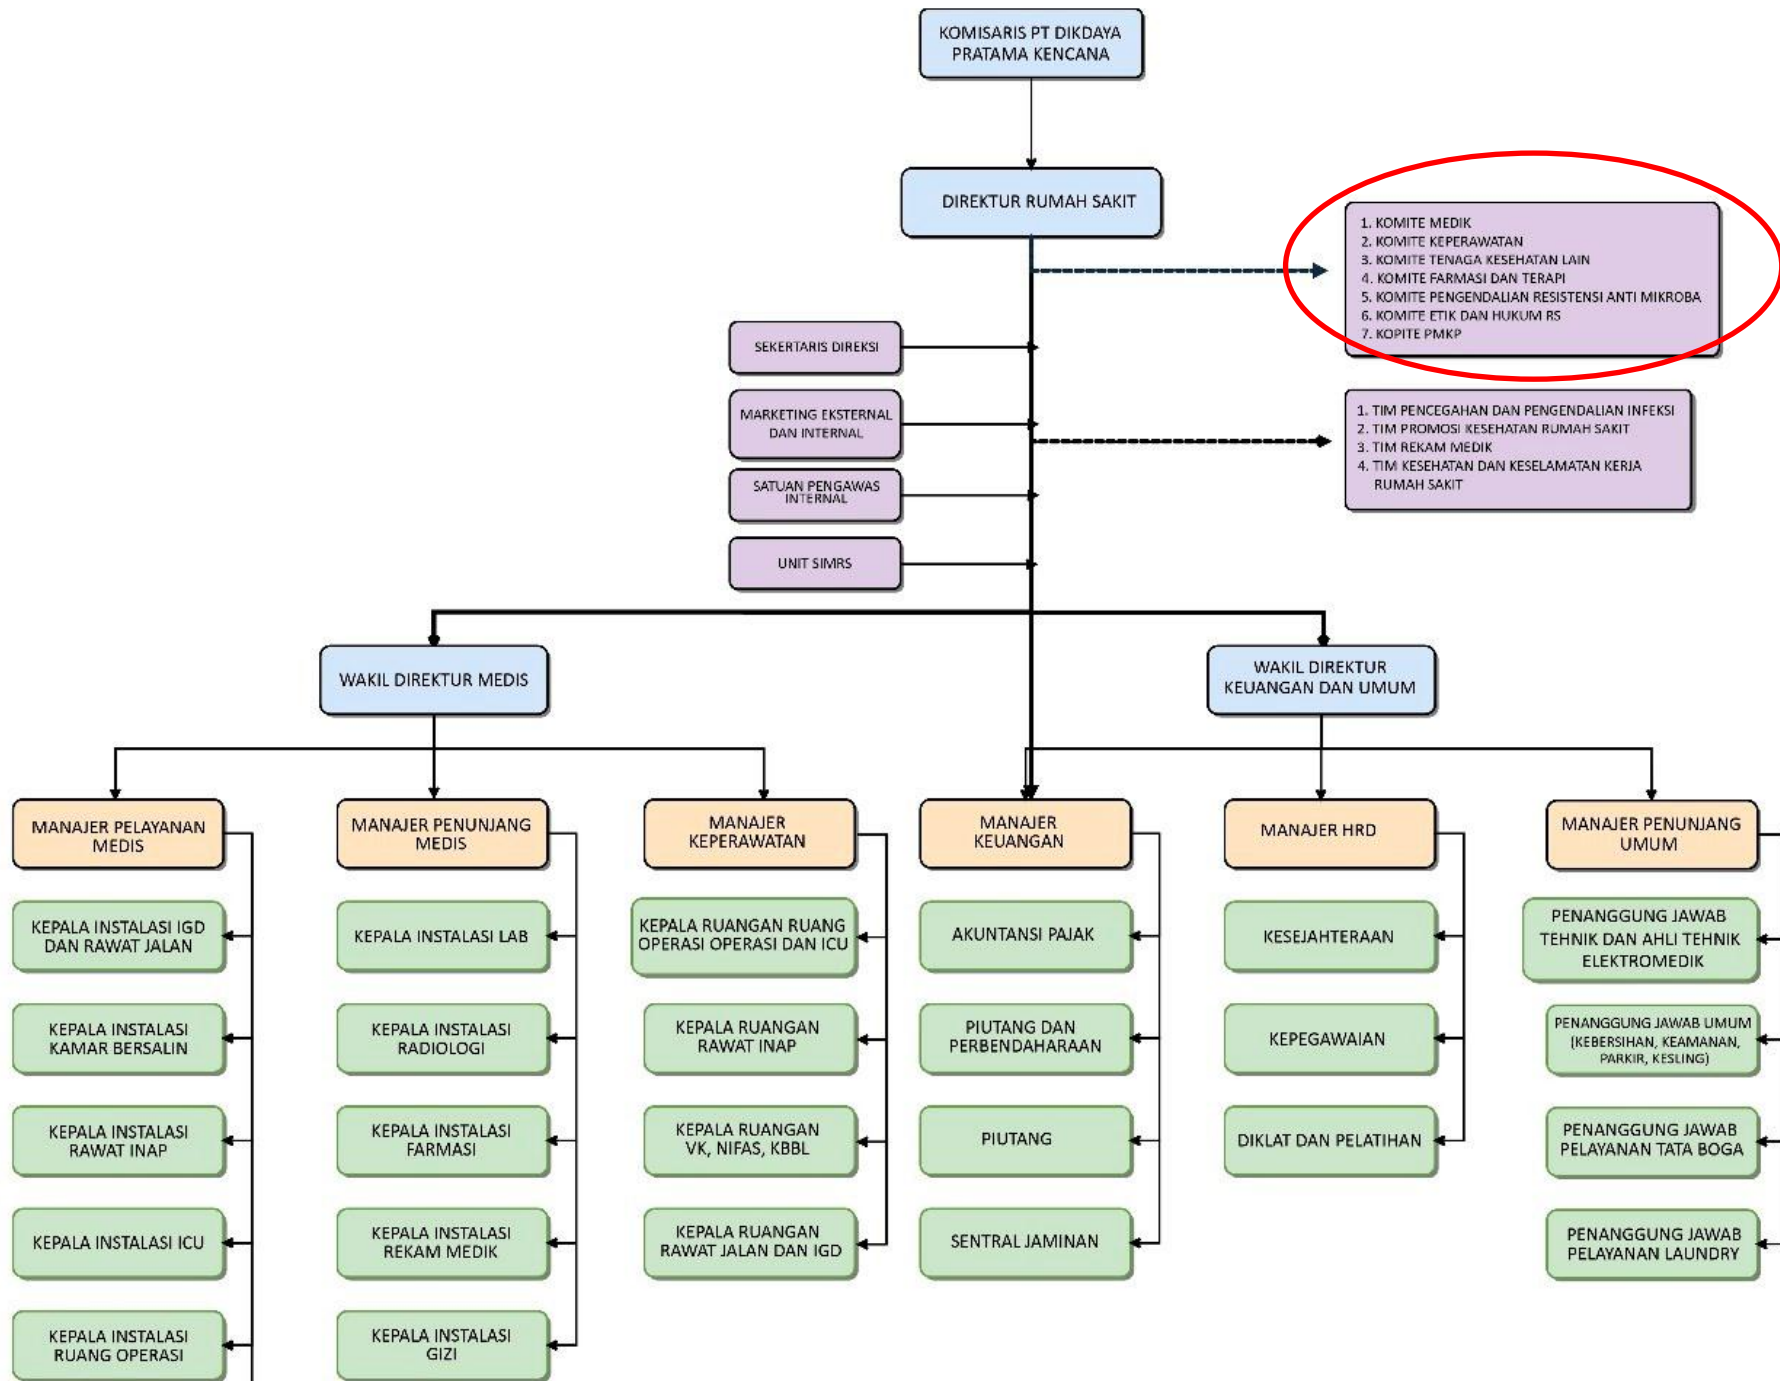 KOMISARIS PT DIKDAYA
PRATAMA KENCANA
DIREKTUR RUMAH SAKIT
1. KOMITE MEDIK
2. KOMITE KEPERAWATAN
3. KOMITE TENAGA KESEHATAN LAIN
4. KOMITE FARMASI DAN TERAPI
5. KOMITE PENGENDALIAN RESISTENSI ANTI MIKROBA
6. KOMITE ETIK DAN HUKUM RS
7. KOPITE PMKP
SEKERTARIS DIREKSI
MARKETING EKSTERNAL
DAN INTERNAL
SATUAN PENGAWAS
INTERNAL
UNIT SIMRS
1. TIM PENCEGAHAN DAN PENGENDALIAN INFEKSI
2. TIM PROMOSI KESEHATAN RUMAH SAKIT
3. TIM REKAM MEDIK
4. TIM KESEHATAN DAN KESELAMATAN KERJA
RUMAH SAKIT
WAKIL DIREKTUR MEDIS
WAKIL DIREKTUR
KEUANGAN DAN UMUM
MANAJER PELAYANAN
MEDIS
KEPALA INSTALASI IGD
DAN RAWAT JALAN
KEPALA INSTALASI
KAMAR BERSALIN
KEPALA INSTALASI
RAWAT INAP
KEPALA INSTALASI ICU
KEPALA INSTALASI
RUANG OPERASI
MANAJER PENUNJANG
MEDIS
KEPALA INSTALASI LAB
KEPALA INSTALASI
RADIOLOGI
KEPALA INSTALASI
FARMASI
KEPALA INSTALASI
REKAM MEDIK
KEPALA INSTALASI
GIZI
MANAJER
KEPERAWATAN
KEPALA RUANGAN RUANG
OPERASI OPERASI DAN ICU
KEPALA RUANGAN
RAWAT INAP
KEPALA RUANGAN
VK, NIFAS, KBBL
KEPALA RUANGAN
RAWAT JALAN DAN IGD
MANAJER
KEUANGAN
AKUNTANSI PAJAK
PIUTANG DAN
PERBENDAHARAAN
PIUTANG
SENTRAL JAMINAN
MANAJER HRD
KESEJAHTERAAN
KEPEGAWAIAN
DIKLAT DAN PELATIHAN
MANAJER PENUNJANG
UMUM
PENANGGUNG JAWAB
TEHNIK DAN AHLI TEHNIK
ELEKTROMEDIK
PENANGGUNG JAWAB UMUM
(KEBERSIHAN, KEAMANAN,
PARKIR, KESLING)
PENANGGUNG JAWAB
PELAYANAN TATA BOGA
PENANGGUNG JAWAB
PELAYANAN LAUNDRY